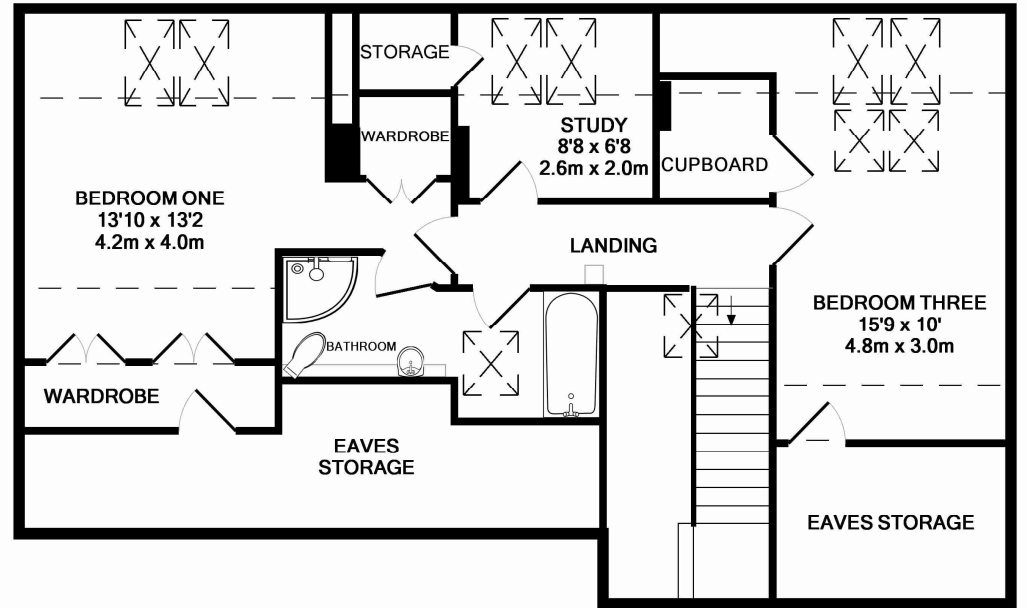 STORAGE
WARDROBE
STUDY
8'8 x 6'8
2.6m x 2.0m
CUPBOARD
BEDROOM ONE
13'10 x 13'2
4.2m x 4.0m
LANDING
BEDROOM THREE
15'9 x 10'
4.8m x 3.0m
BATHROOM
WARDROBE
EAVES
STORAGE
EAVES STORAGE